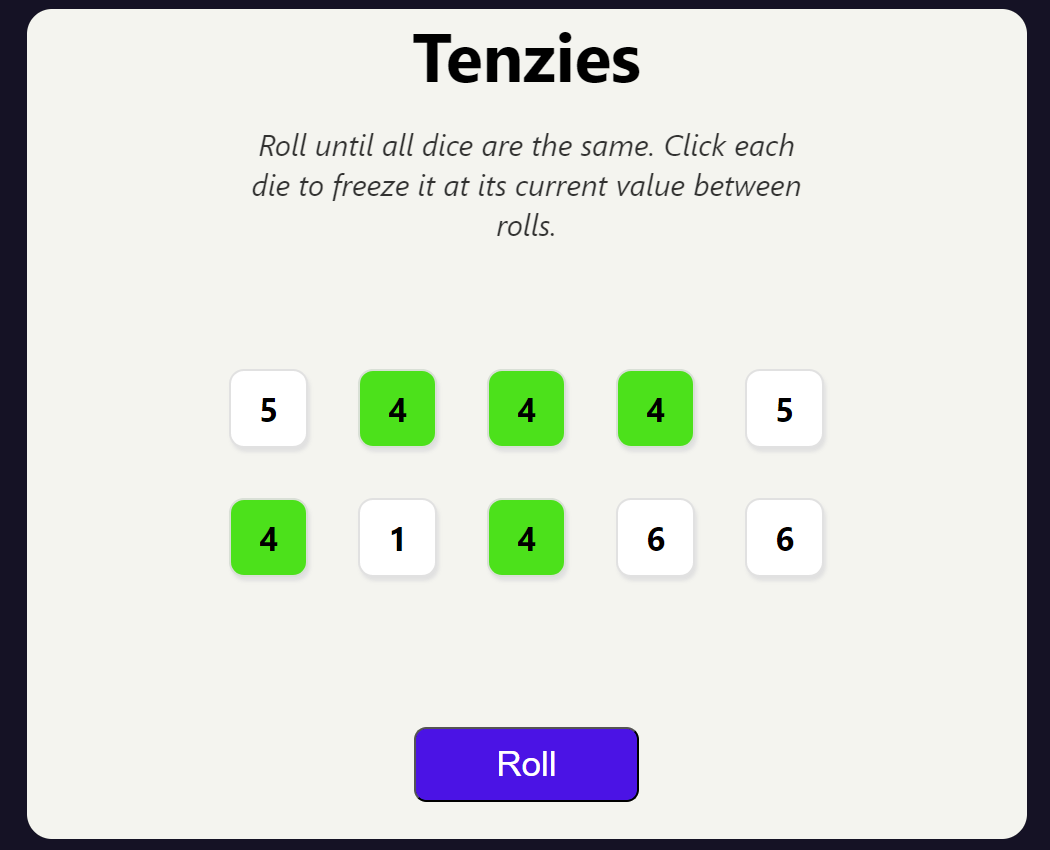 Tenzies
Roll until all dice are the same. Click each
die to freeze it at its current value between
rolls.
5 4 4 4 5
4 1 4 6 6
Roll